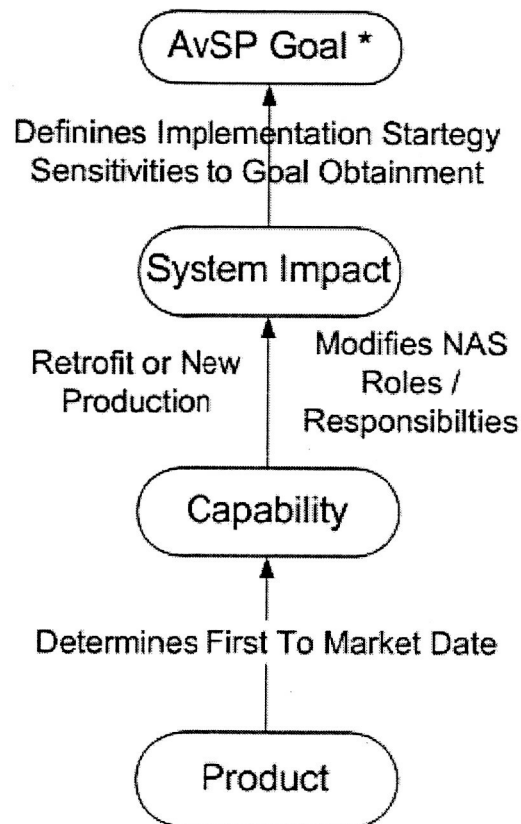 AvSP Goal *
Definines Implementation Startegy
Sensitivities to Goal Obtainment
System Impact
Retrofit or New
Production
Modifies NAS
Roles /
Responsibilties
Capability
Determines First To Market Date
Product